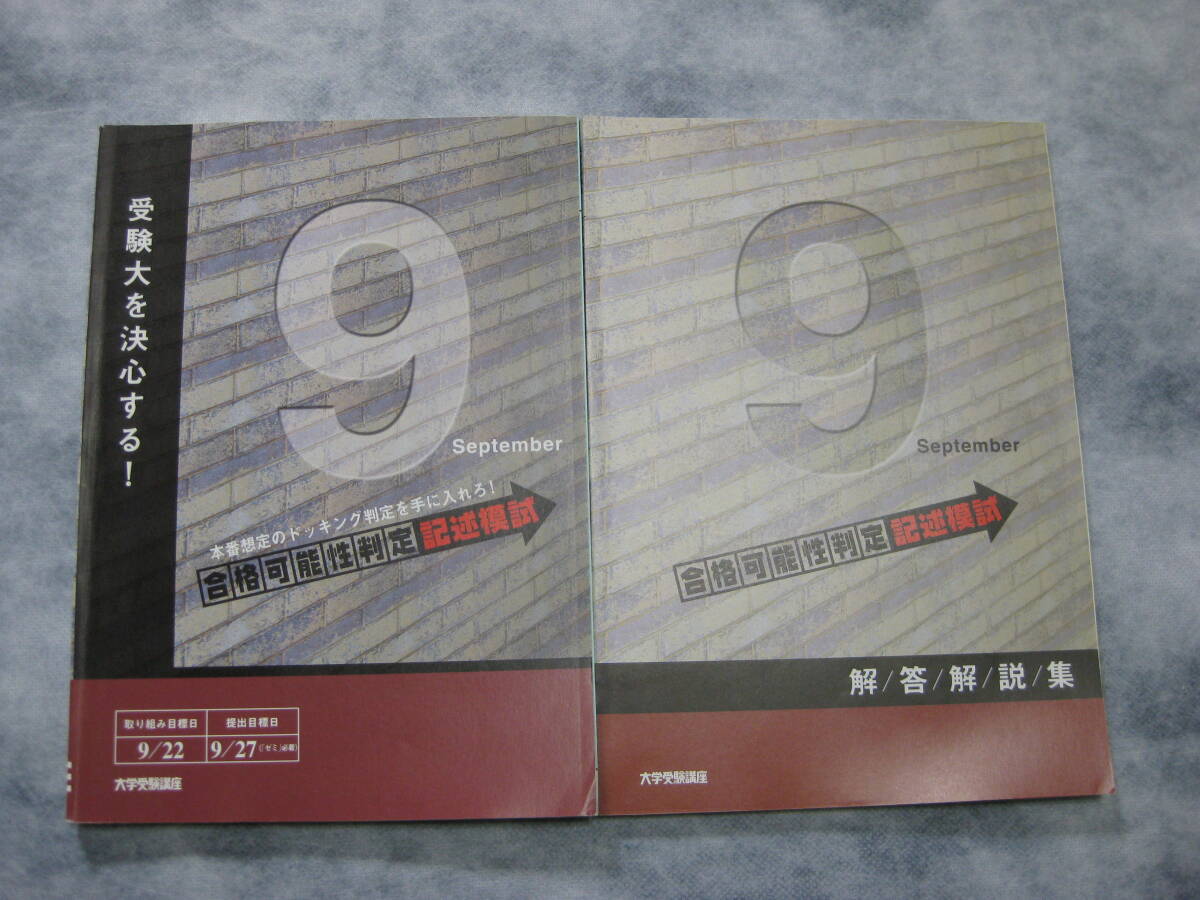 受験大を決心する!
9
September
本番想定のドッキング判定を手に入れろ!
合格可能性判定記述模試
取り組み目標日 提出目標日
9/22 9/27(「ゼミ」必着)
大学受験講座
9
September
合格可能性判定記述模試
解/答/解/説/集
大学受験講座